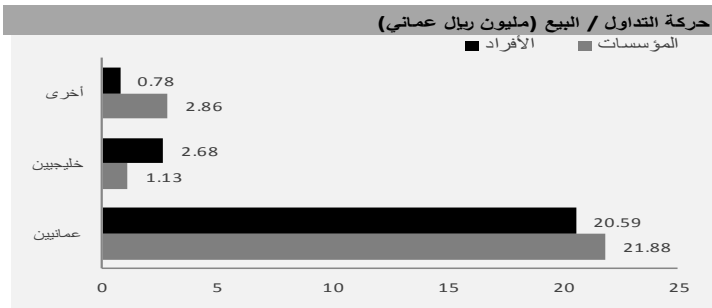 حركة التداول / البيع (مليون ريال عماني)
الأفراد المؤسسات
أخرى 0.78
2.86
خليجيين 2.68
1.13
عمانيين 20.59
21.88
0 5 10 15 20 25